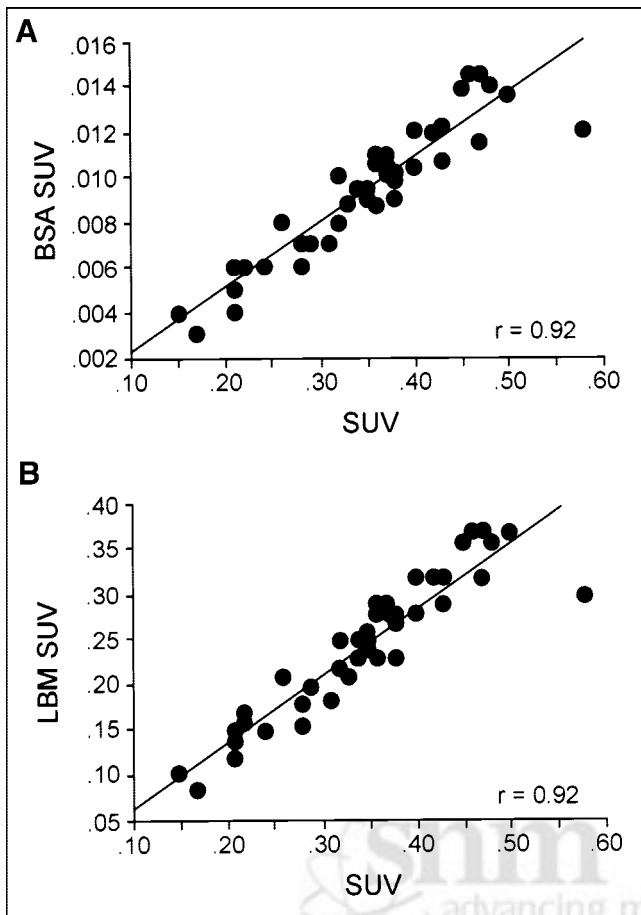 A
.016
.014
.012
.010
.008
.006
.004
.002
BSA SUV
r = 0.92
.10 .20 .30 .40 .50 .60
SUV
B
.40
.35
.30
.25
.20
.15
.10
.05
LBM SUV
r = 0.92
.10 .20 .30 .40 .50 .60
SUV
snm
advancing